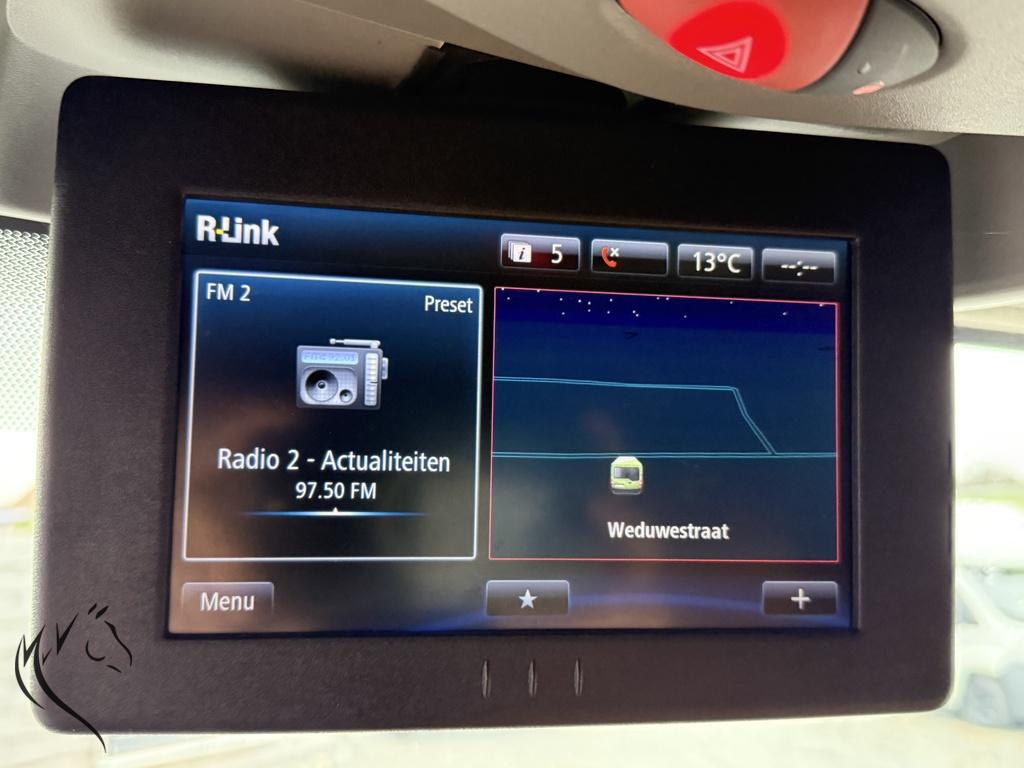 R-Link
5
13°C
--:--
FM 2
Preset
Radio 2 - Actualiteiten
97.50 FM
Weduwestraat
Menu